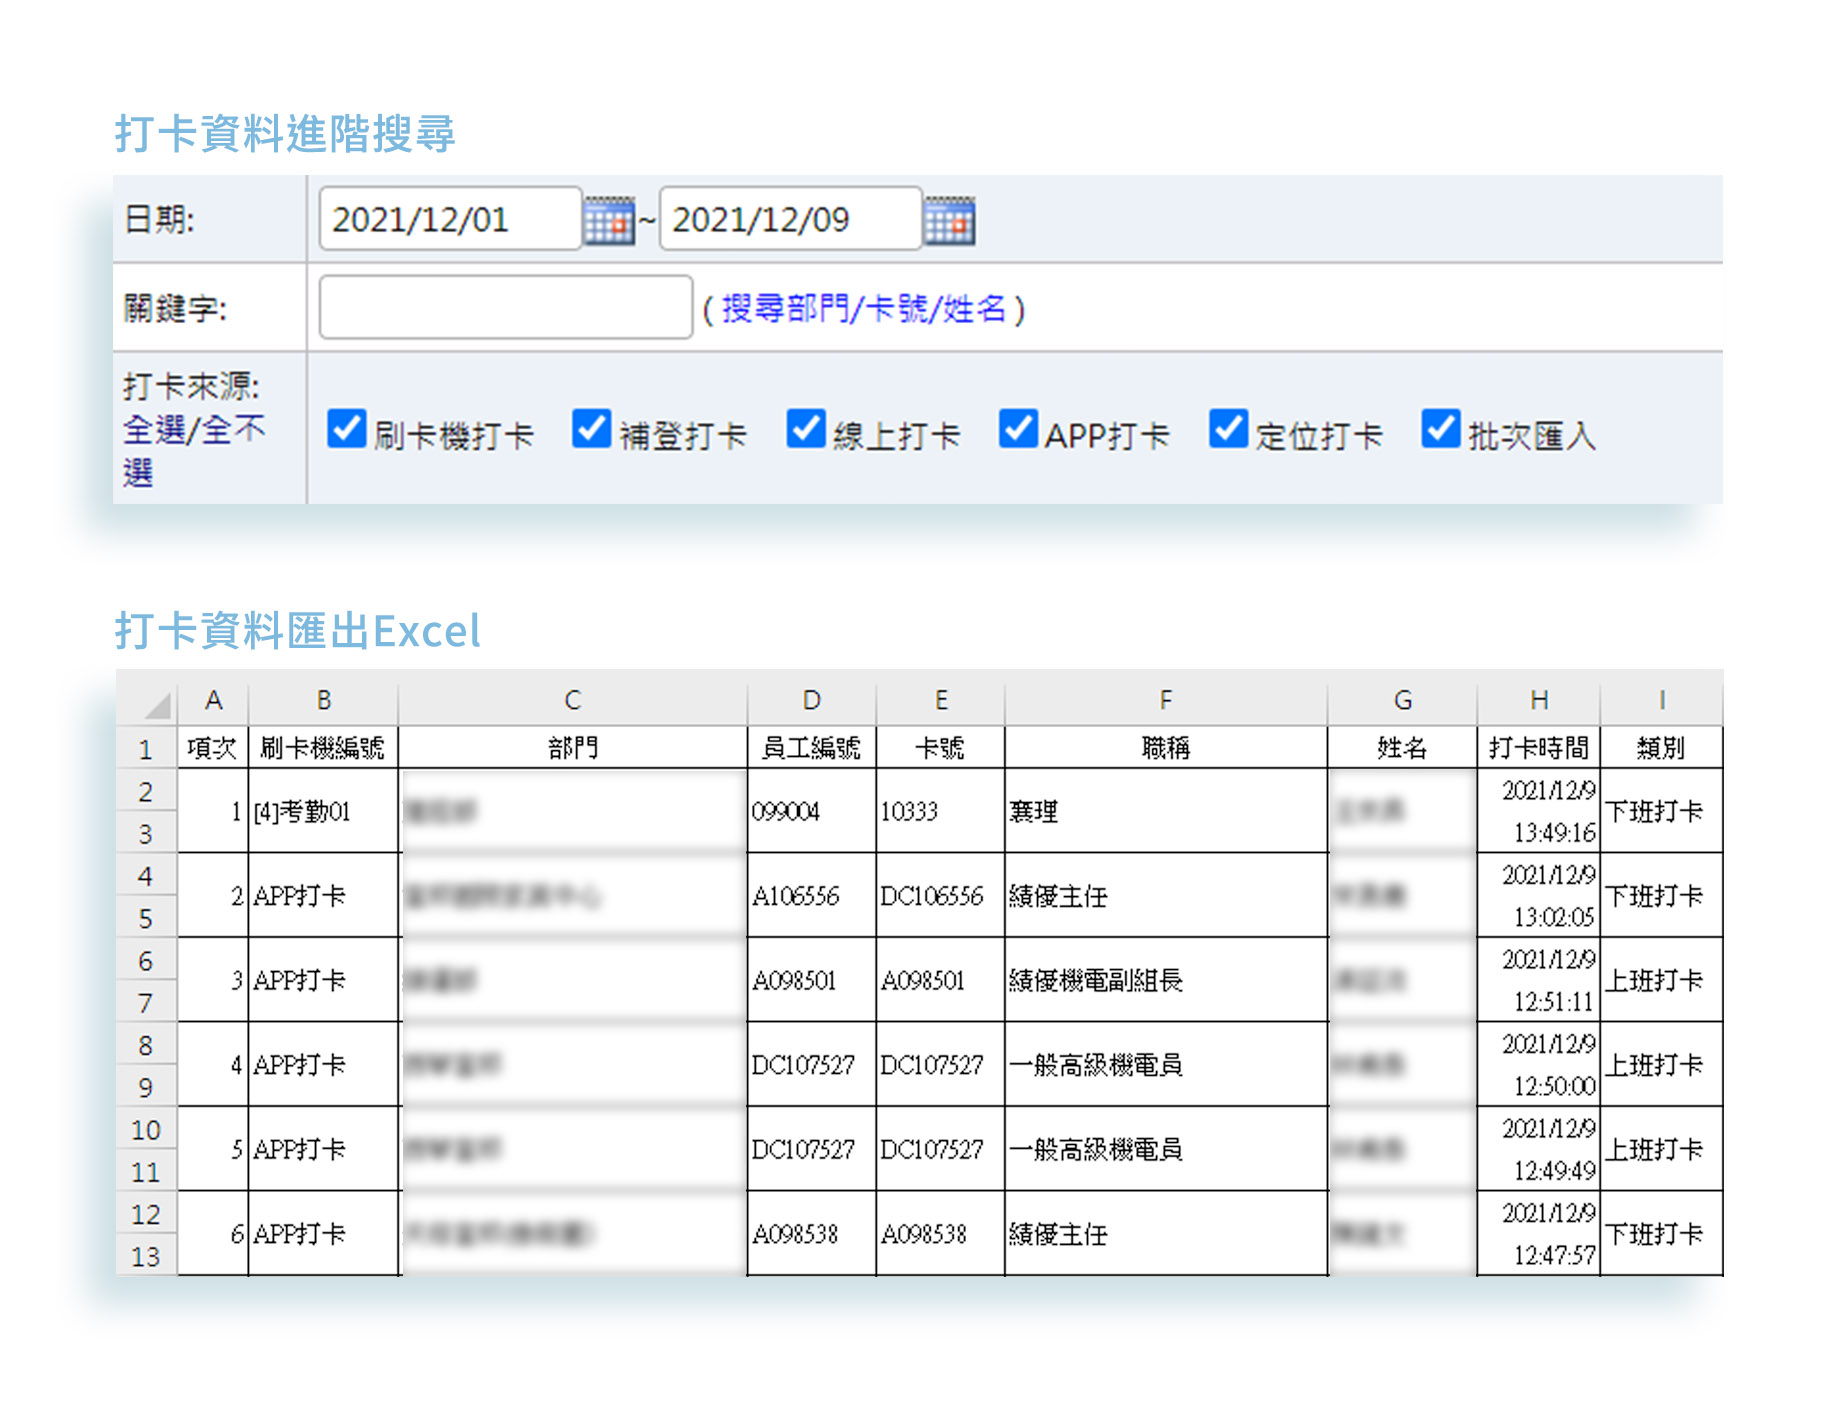 打卡資料進階搜尋
日期: 2021/12/01 ~ 2021/12/09
關鍵字: ( 搜尋部門/卡號/姓名 )
打卡來源:
全選/全不
選
刷卡機打卡 補登打卡 線上打卡 APP打卡 定位打卡 批次匯入
打卡資料匯出Excel
A B C D E F G H I
1 項次 刷卡機編號 部門 員工編號 卡號 職稱 姓名 打卡時間 類別
2 2021/12/9
1 [4]考勤01 099004 10333 襄理 下班打卡
3 13:49:16
4 2021/12/9
2 APP打卡 A106556 DC106556 績優主任 下班打卡
5 13:02:05
6 2021/12/9
3 APP打卡 A098501 A098501 績優機電副組長 上班打卡
7 12:51:11
8 2021/12/9
4 APP打卡 DC107527 DC107527 一般高級機電員 上班打卡
9 12:50:00
10 2021/12/9
5 APP打卡 DC107527 DC107527 一般高級機電員 上班打卡
11 12:49:49
12 2021/12/9
6 APP打卡 A098538 A098538 績優主任 下班打卡
13 12:47:57